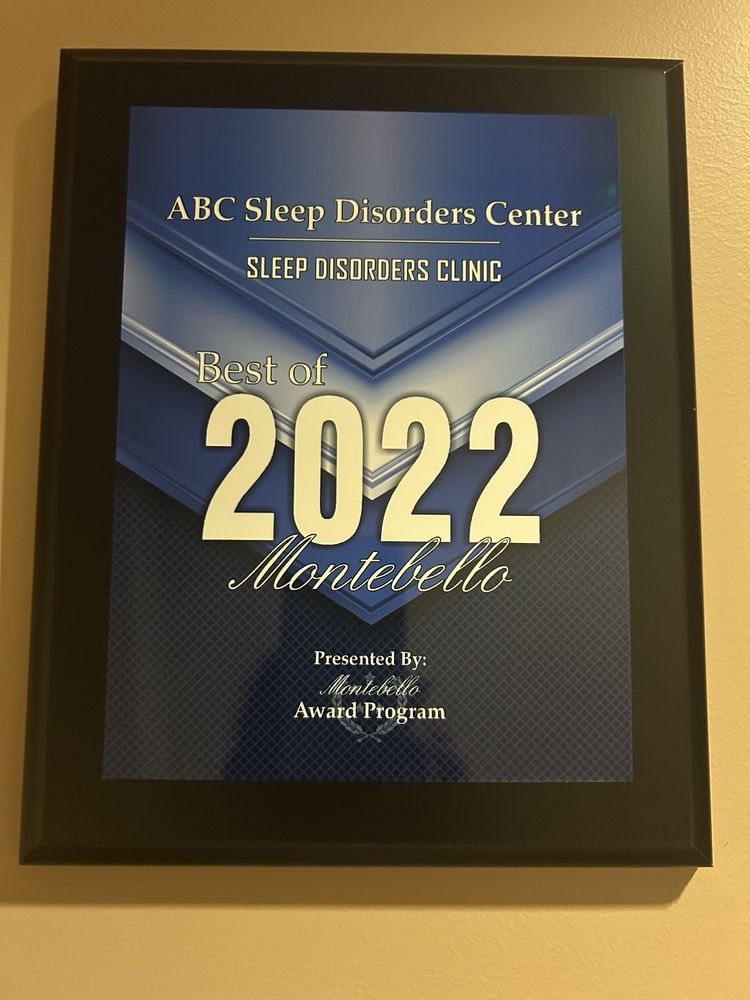 ABC Sleep Disorders Center
SLEEP DISORDERS CLINIC
Best of
2022
Montebello
Presented By:
Montebello
Award Program